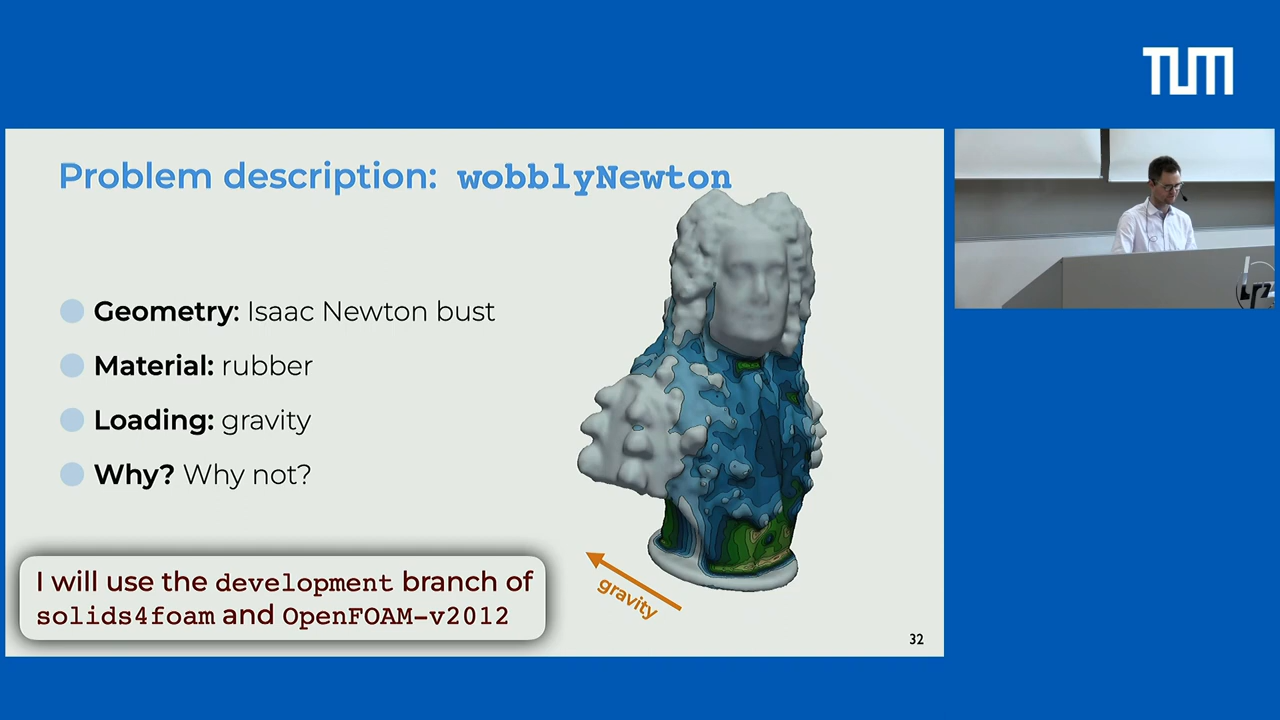 TUM
Problem description: wobblyNewton
Geometry: Isaac Newton bust
Material: rubber
Loading: gravity
Why? Why not?
gravity
I will use the development branch of
solids4foam and OpenFOAM-v2012
32